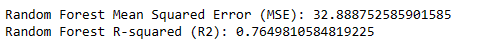 Random Forest Mean Squared Error (MSE): 32.888752585901585
Random Forest R-squared (R2): 0.7649810584819225